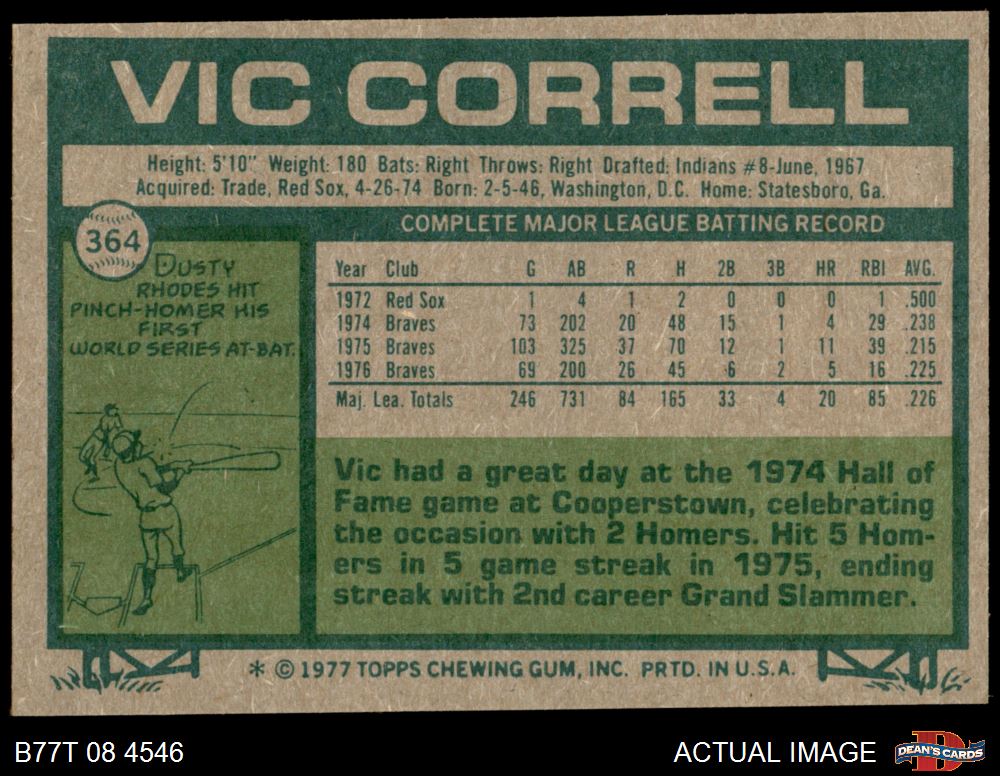 VIC CORRELL
Height: 5'10" Weight: 180 Bats: Right Throws: Right Drafted: Indians #8-June, 1967
Acquired: Trade, Red Sox, 4-26-74 Born: 2-5-46, Washington, D.C. Home: Statesboro, Ga.
364
DUSTY
RHODES HIT
PINCH-HOMER HIS
FIRST
WORLD SERIES AT-BAT.
COMPLETE MAJOR LEAGUE BATTING RECORD
Year Club G AB R H 2B 3B HR RBI AVG.
1972 Red Sox 1 4 1 2 0 0 0 1 .500
1974 Braves 73 202 20 48 15 1 4 29 .238
1975 Braves 103 325 37 70 12 1 11 39 .215
1976 Braves 69 200 26 45 6 2 5 16 .225
Maj. Lea. Totals 246 731 84 165 33 4 20 85 .226
Vic had a great day at the 1974 Hall of
Fame game at Cooperstown, celebrating
the occasion with 2 Homers. Hit 5 Hom-
ers in 5 game streak in 1975, ending
streak with 2nd career Grand Slammer.
* © 1977 TOPPS CHEWING GUM, INC. PRTD. IN U.S.A.
B77T 08 4546
ACTUAL IMAGE
D
DEAN'S CARDS